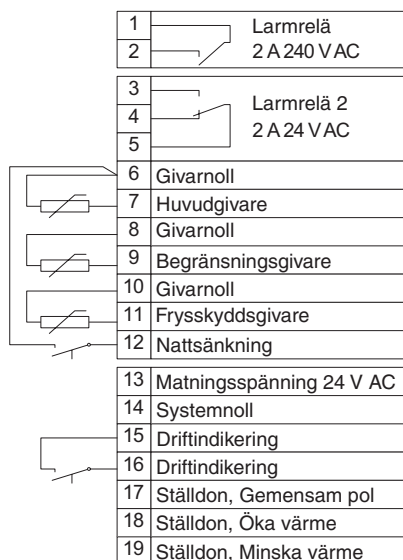 1 Larmrelä
2 2 A 240 V AC
3
4 Larmrelä 2
5 2 A 24 V AC
6 Givarnoll
7 Huvudgivare
8 Givarnoll
9 Begränsningsgivare
10 Givarnoll
11 Frysskyddsgivare
12 Nattsänkning
13 Matningsspänning 24 V AC
14 Systemnoll
15 Driftindikering
16 Driftindikering
17 Ställdon, Gemensam pol
18 Ställdon, Öka värme
19 Ställdon, Minska värme